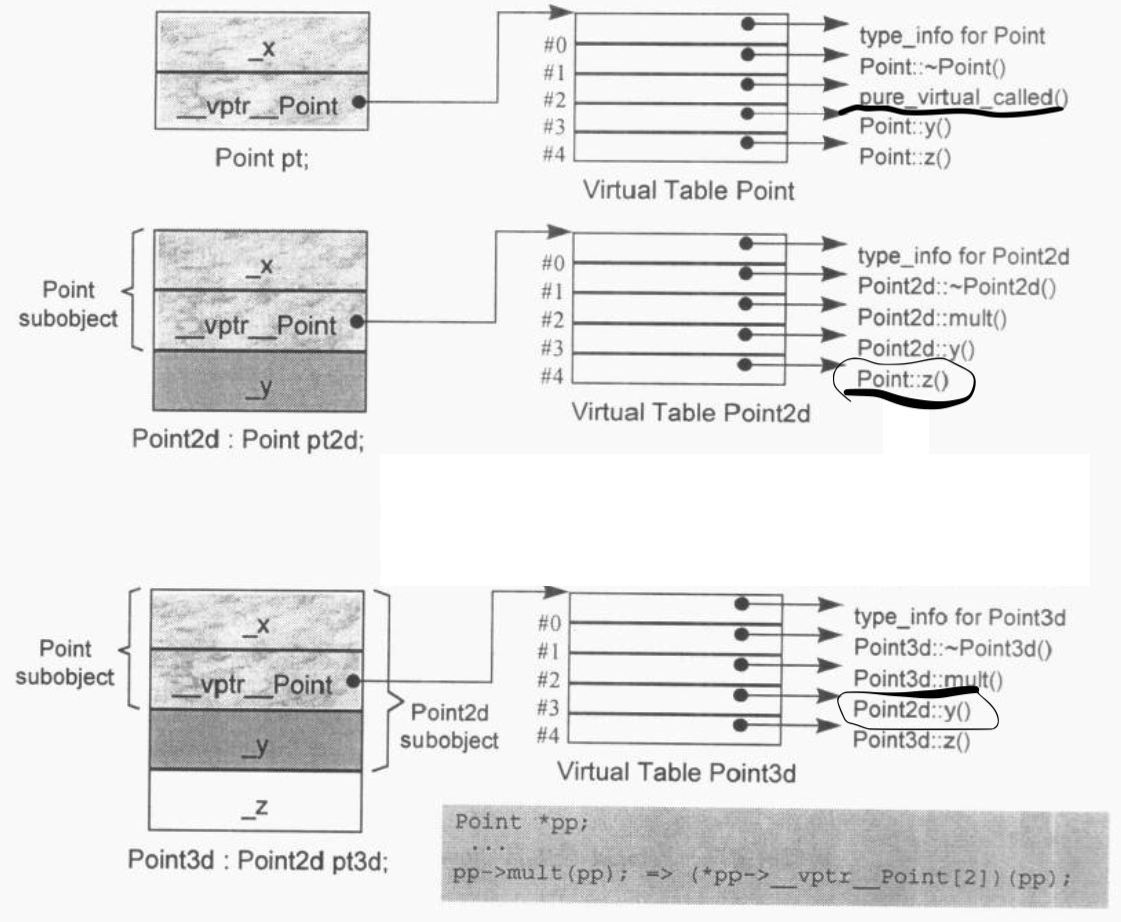 _x
__vptr__Point
Point pt;
#0
#1
#2
#3
#4
type_info for Point
Point::~Point()
pure_virtual_called()
Point::y()
Point::z()
Virtual Table Point
Point
subobject
_x
__vptr__Point
_y
Point2d : Point pt2d;
#0
#1
#2
#3
#4
type_info for Point2d
Point2d::~Point2d()
Point2d::mult()
Point2d::y()
Point::z()
Virtual Table Point2d
Point
subobject
_x
__vptr__Point
_y
_z
Point2d
subobject
Point3d : Point2d pt3d;
#0
#1
#2
#3
#4
type_info for Point3d
Point3d::~Point3d()
Point3d::mult()
Point2d::y()
Point3d::z()
Virtual Table Point3d
Point *pp;
...
pp->mult(pp); => (*pp->__vptr__Point[2])(pp);